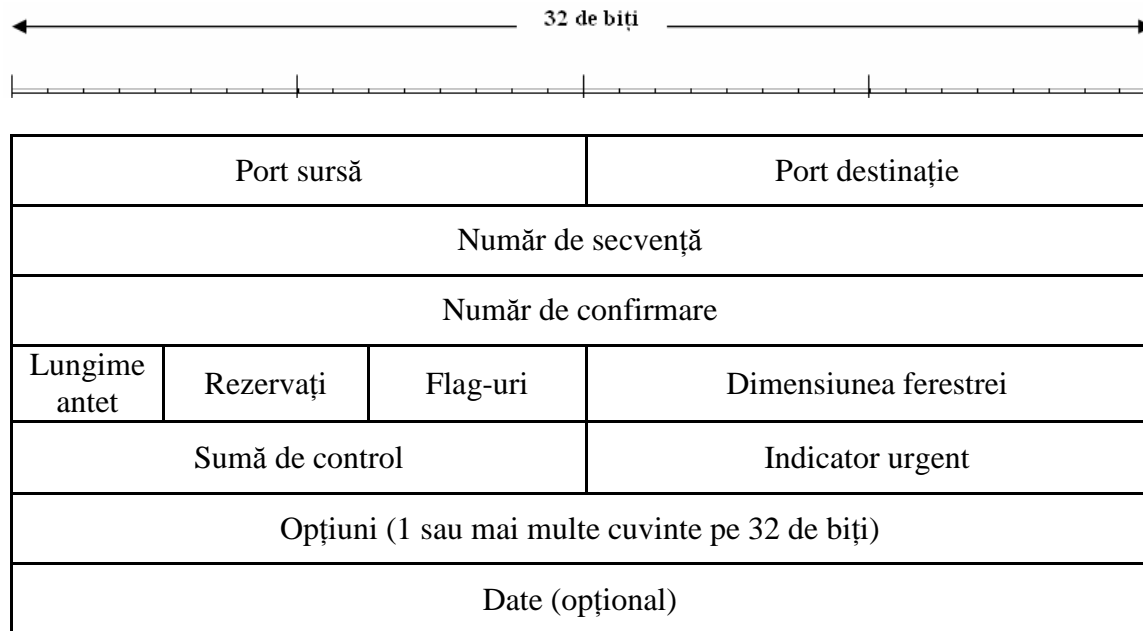 32 de biți
Port sursă Port destinație
Număr de secvență
Număr de confirmare
Lungime
antet Rezervați Flag-uri Dimensiunea ferestrei
Sumă de control Indicator urgent
Opțiuni (1 sau mai multe cuvinte pe 32 de biți)
Date (opțional)